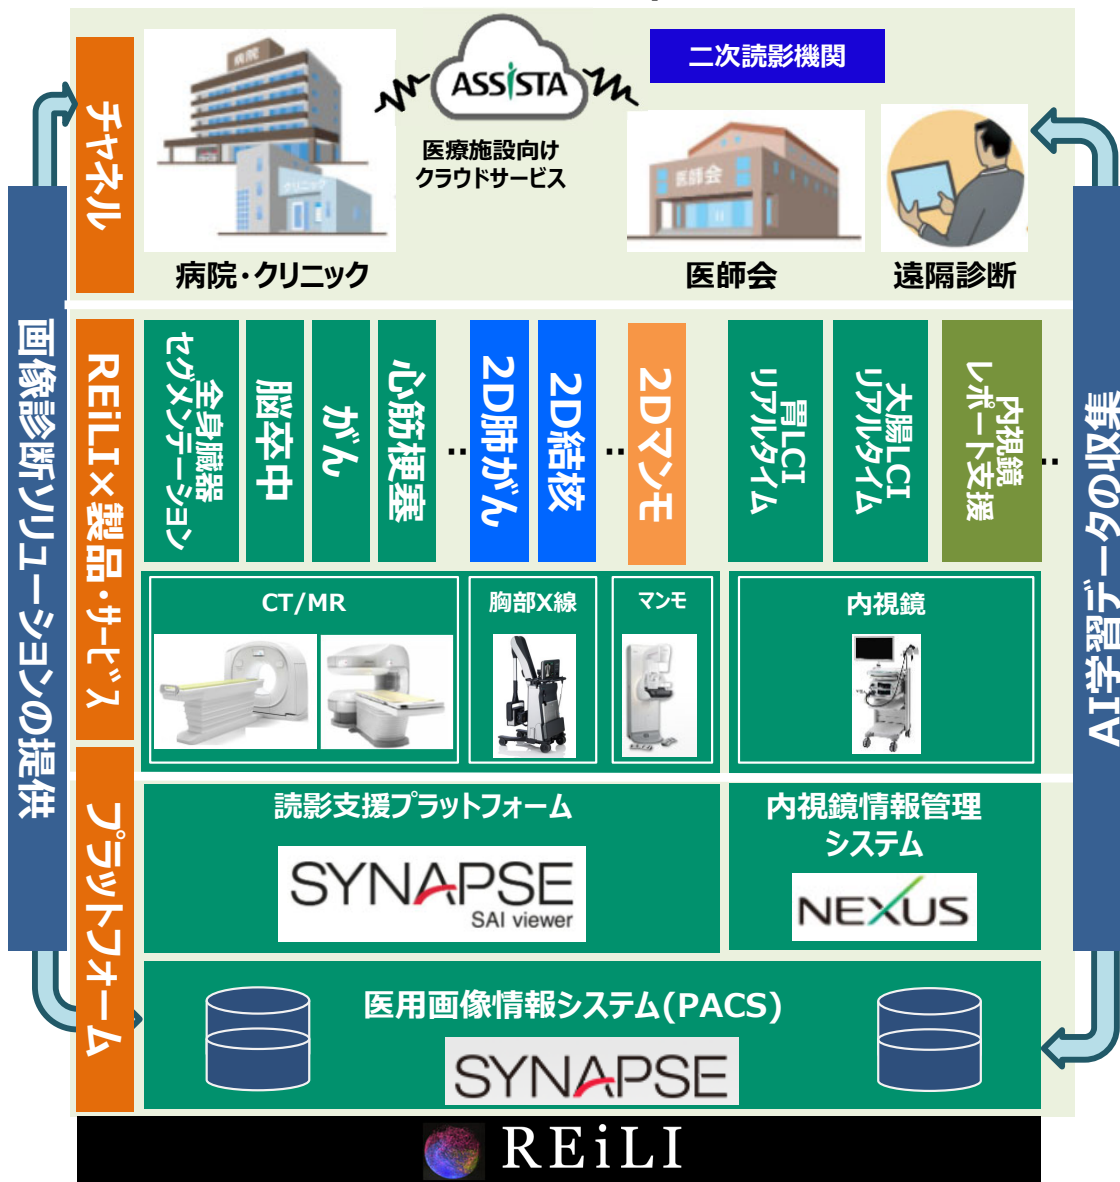 チャネル
病院
クリニック
病院・クリニック
ASSiSTA
医療施設向け
クラウドサービス
二次読影機関
医師会
医師会
遠隔診断
画像診断ソリューションの提供
AI学習データの収集
REiLI×製品・サービス
全身臓器
セグメンテーション
脳卒中
がん
心筋梗塞
‥
2D肺がん
2D結核
‥
2Dマンモ
胃LCI
リアルタイム
大腸LCI
リアルタイム
内視鏡
レポート支援
‥
CT/MR
胸部X線
マンモ
内視鏡
プラットフォーム
読影支援プラットフォーム
SYNAPSE
SAI viewer
内視鏡情報管理
システム
NEXUS
医用画像情報システム(PACS)
SYNAPSE
REiLI